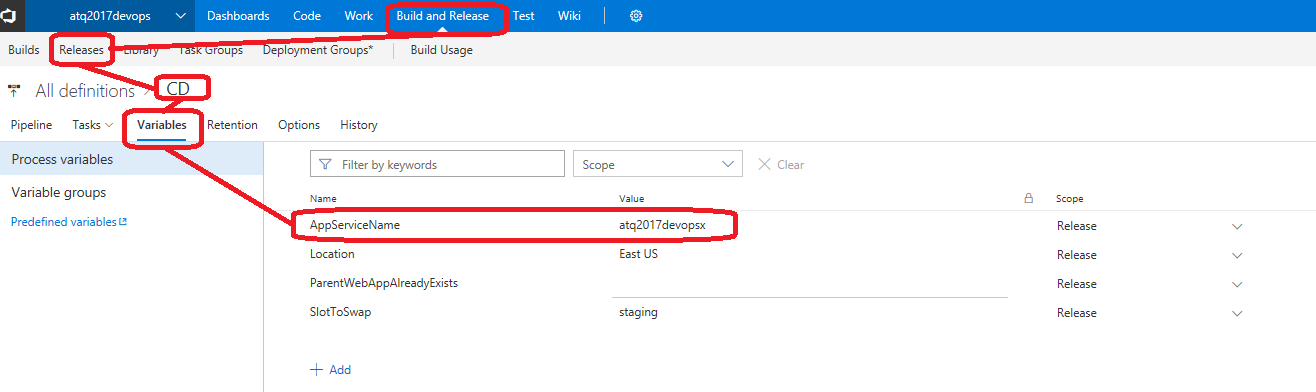 atq2017devops Dashboards Code Work Build and Release Test Wiki
Builds Releases Library Task Groups Deployment Groups* Build Usage
All definitions > CD
Pipeline Tasks Variables Retention Options History
Process variables
Variable groups
Predefined variables
Filter by keywords Scope Clear
Name Value Scope
AppServiceName atq2017devopsx Release
Location East US Release
ParentWebAppAlreadyExists Release
SlotToSwap staging Release
+ Add